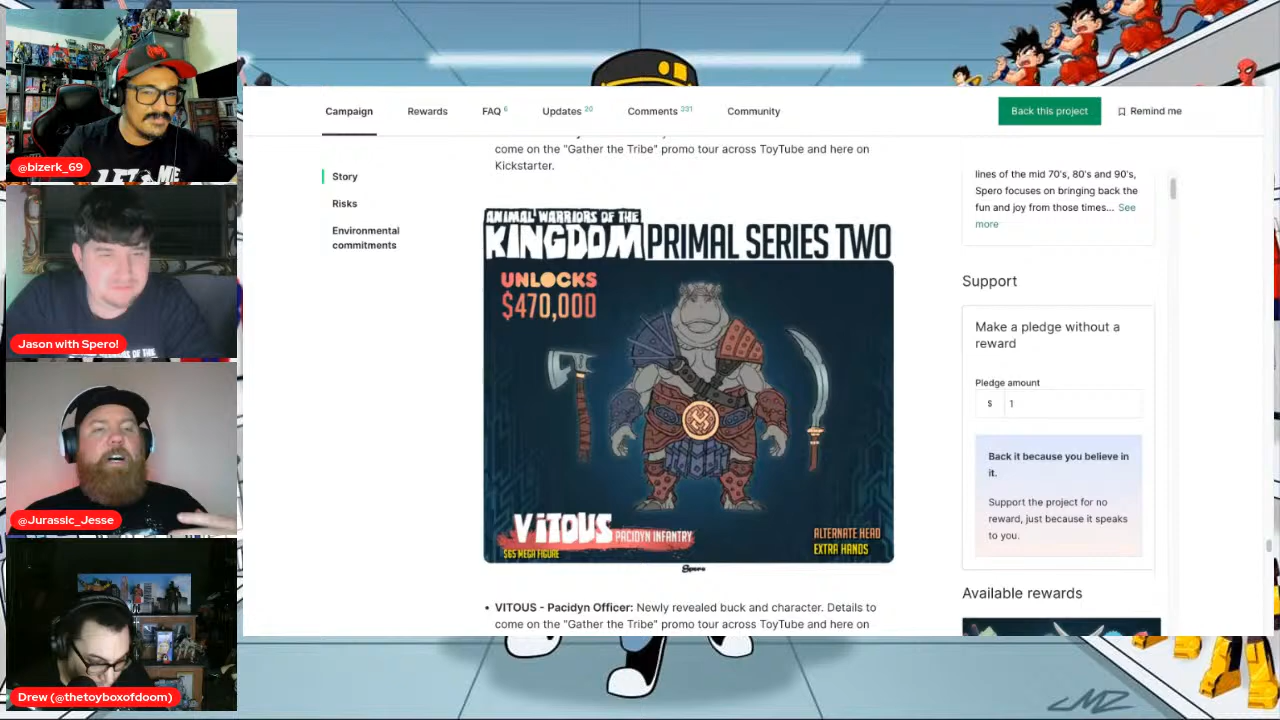 @bizerk_69
Jason with Spero!
@Jurassic_Jesse
Drew (@thetoyboxofdoom)
Campaign
Rewards
FAQ 6
Updates 20
Comments 331
Community
Back this project
Remind me
Story
Risks
Environmental
commitments
come on the "Gather the Tribe" promo tour across ToyTube and here on
Kickstarter.
ANIMAL WARRIORS OF THE
KINGDOM PRIMAL SERIES TWO
UNLOCKS
$470,000
VITOUS PACIDYN INFANTRY
$65 MEGA FIGURE
ALTERNATE HEAD
EXTRA HANDS
Spero
• VITOUS - Pacidyn Officer: Newly revealed buck and character. Details to
come on the "Gather the Tribe" promo tour across ToyTube and here on
lines of the mid 70's, 80's and 90's,
Spero focuses on bringing back the
fun and joy from those times... See
more
Support
Make a pledge without a
reward
Pledge amount
$ 1
Back it because you believe in
it.
Support the project for no
reward, just because it speaks
to you.
Available rewards